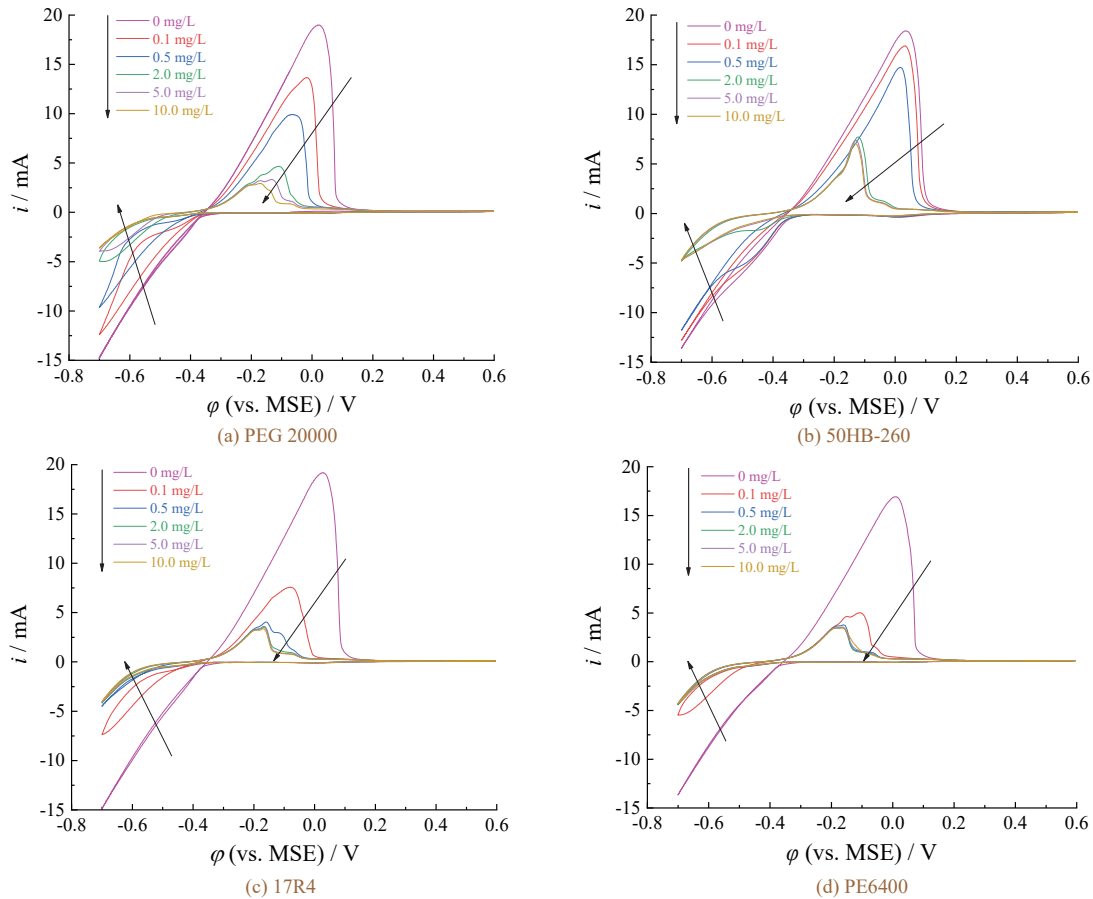 20
15
10
5
0
-5
-10
-15
i / mA
0 mg/L
0.1 mg/L
0.5 mg/L
2.0 mg/L
5.0 mg/L
10.0 mg/L
-0.8 -0.6 -0.4 -0.2 0.0 0.2 0.4 0.6
φ (vs. MSE) / V
(a) PEG 20000
20
15
10
5
0
-5
-10
-15
i / mA
0 mg/L
0.1 mg/L
0.5 mg/L
2.0 mg/L
5.0 mg/L
10.0 mg/L
-0.8 -0.6 -0.4 -0.2 0.0 0.2 0.4 0.6
φ (vs. MSE) / V
(b) 50HB-260
20
15
10
5
0
-5
-10
-15
i / mA
0 mg/L
0.1 mg/L
0.5 mg/L
2.0 mg/L
5.0 mg/L
10.0 mg/L
-0.8 -0.6 -0.4 -0.2 0.0 0.2 0.4 0.6
φ (vs. MSE) / V
(c) 17R4
20
15
10
5
0
-5
-10
-15
i / mA
0 mg/L
0.1 mg/L
0.5 mg/L
2.0 mg/L
5.0 mg/L
10.0 mg/L
-0.8 -0.6 -0.4 -0.2 0.0 0.2 0.4 0.6
φ (vs. MSE) / V
(d) PE6400